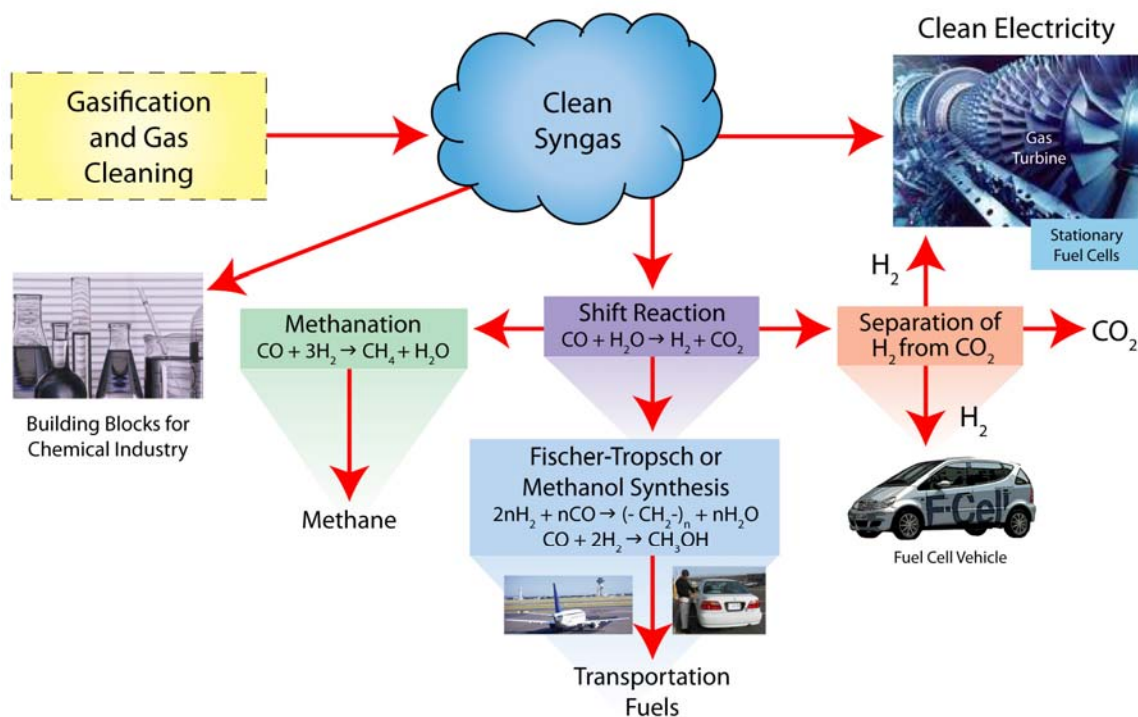 Clean Electricity
Gasification
and Gas
Cleaning
Clean
Syngas
Gas
Turbine
Stationary
Fuel Cells
H₂
Methanation
CO + 3H₂ → CH₄ + H₂O
Shift Reaction
CO + H₂O → H₂ + CO₂
Separation of
H₂ from CO₂
CO₂
Building Blocks for
Chemical Industry
H₂
Fischer-Tropsch or
Methanol Synthesis
2nH₂ + nCO → (- CH₂-)ₙ + nH₂O
CO + 2H₂ → CH₃OH
Methane
F-Cell
Fuel Cell Vehicle
Transportation
Fuels